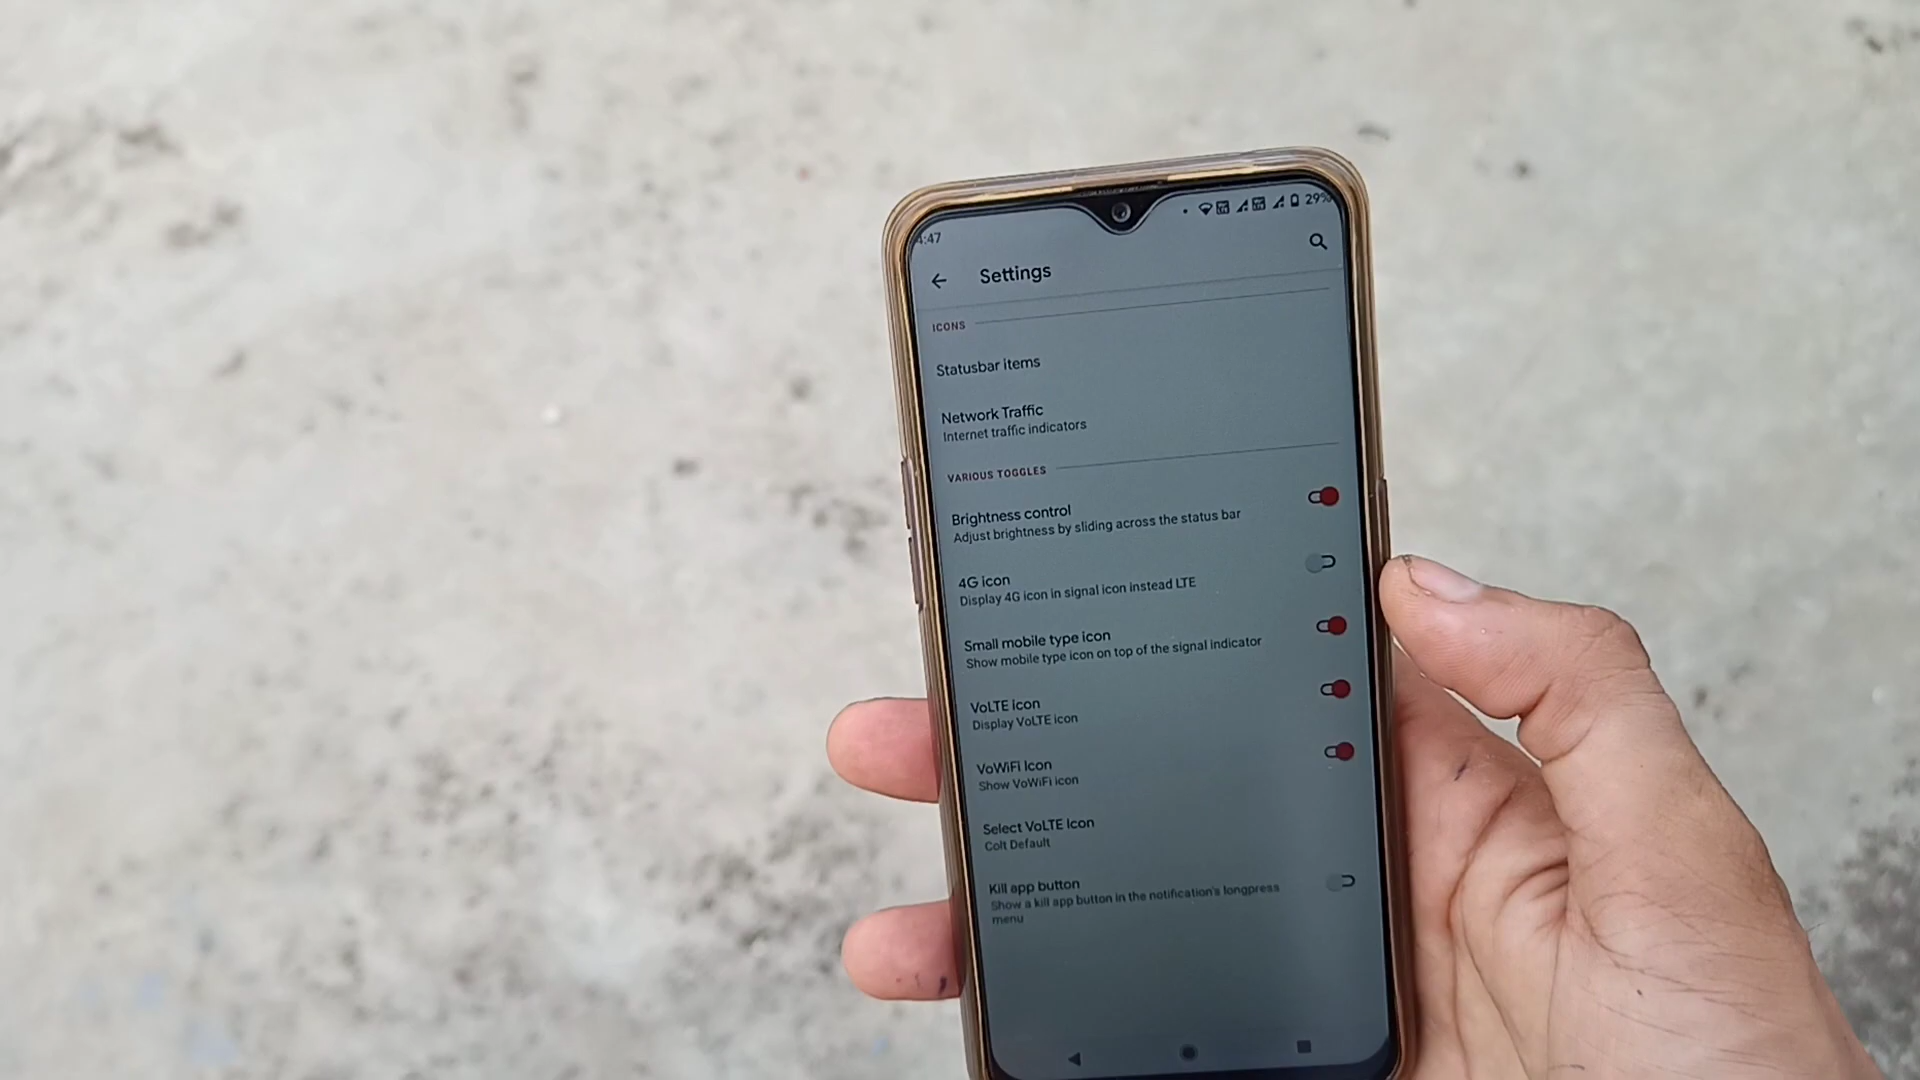 4:47
29%
Settings
ICONS
Statusbar items
Network Traffic
Internet traffic indicators
VARIOUS TOGGLES
Brightness control
Adjust brightness by sliding across the status bar
4G icon
Display 4G icon in signal icon instead LTE
Small mobile type icon
Show mobile type icon on top of the signal indicator
VoLTE icon
Display VoLTE icon
VoWiFi Icon
Show VoWiFi icon
Select VoLTE Icon
Colt Default
Kill app button
Show a kill app button in the notification's longpress
menu